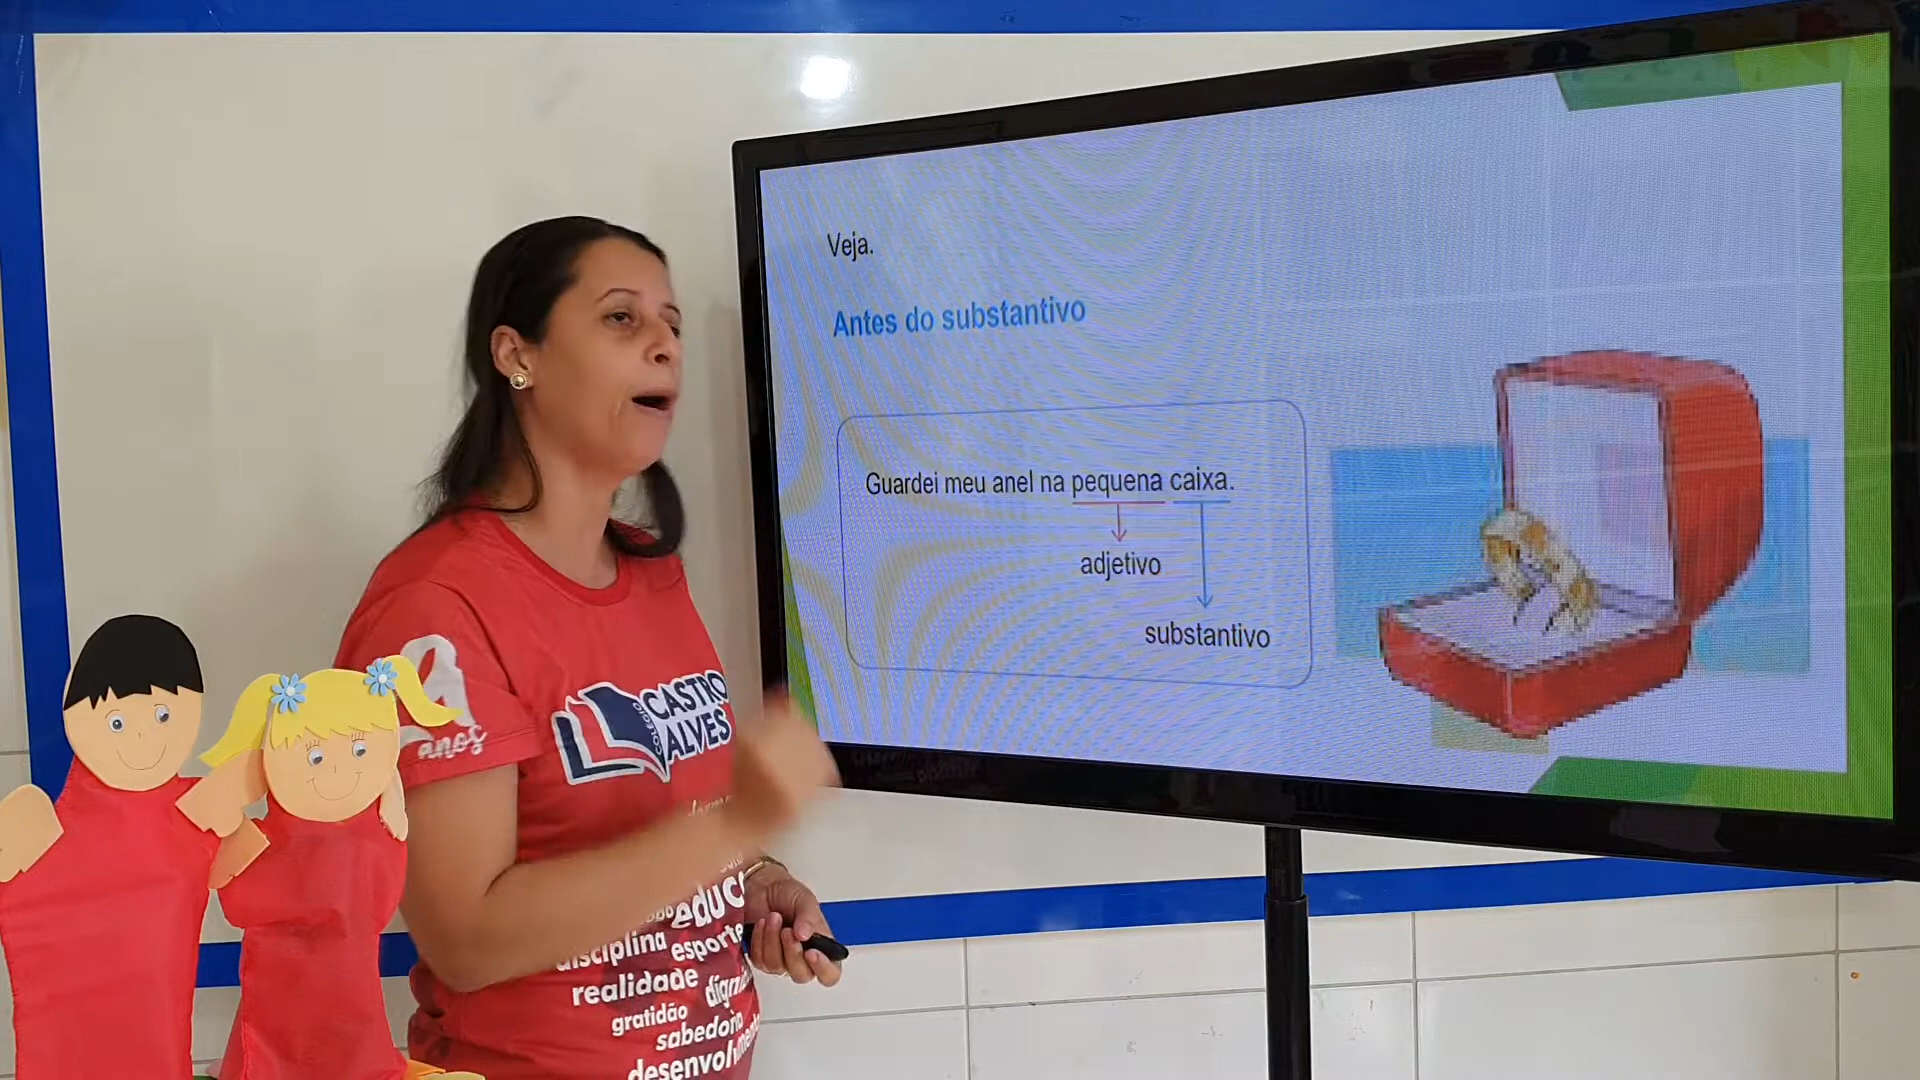 Veja.
Antes do substantivo
Guardei meu anel na pequena caixa.
adjetivo
substantivo
anos
COLÉGIO
CASTRO
ALVES
educ
disciplina esporte
realidade
gratidão
sabedoria